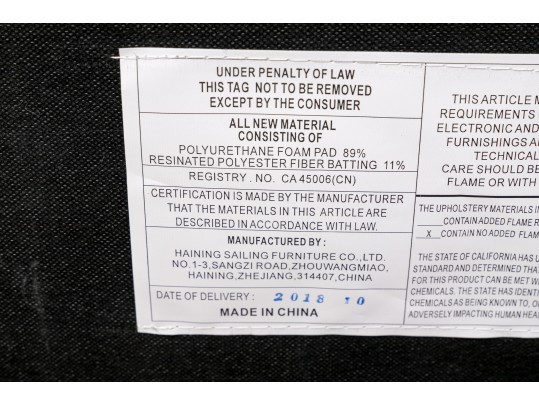 UNDER PENALTY OF LAW
THIS TAG NOT TO BE REMOVED
EXCEPT BY THE CONSUMER
ALL NEW MATERIAL
CONSISTING OF
POLYURETHANE FOAM PAD 89%
RESINATED POLYESTER FIBER BATTING 11%
REGISTRY . NO. CA 45006(CN)
CERTIFICATION IS MADE BY THE MANUFACTURER
THAT THE MATERIALS IN THIS ARTICLE ARE
DESCRIBED IN ACCORDANCE WITH LAW.
MANUFACTURED BY :
HAINING SAILING FURNITURE CO.,LTD.
NO.1-3,SANGZI ROAD,ZHOUWANGMIAO,
HAINING,ZHEJIANG,314407,CHINA
DATE OF DELIVERY : 2018 10
MADE IN CHINA
THIS ARTICLE M
REQUIREMENTS
ELECTRONIC AND
FURNISHINGS A
TECHNICAL
CARE SHOULD BE
FLAME OR WITH
THE UPHOLSTERY MATERIALS IN
CONTAIN ADDED FLAME R
X CONTAIN NO ADDED FLAM
THE STATE OF CALIFORNIA HAS U
STANDARD AND DETERMINED THAT
FOR THIS PRODUCT CAN BE MET W
CHEMICALS. THE STATE HAS IDENTI
CHEMICALS AS BEING KNOWN TO, O
ADVERSELY IMPACTING HUMAN HEA